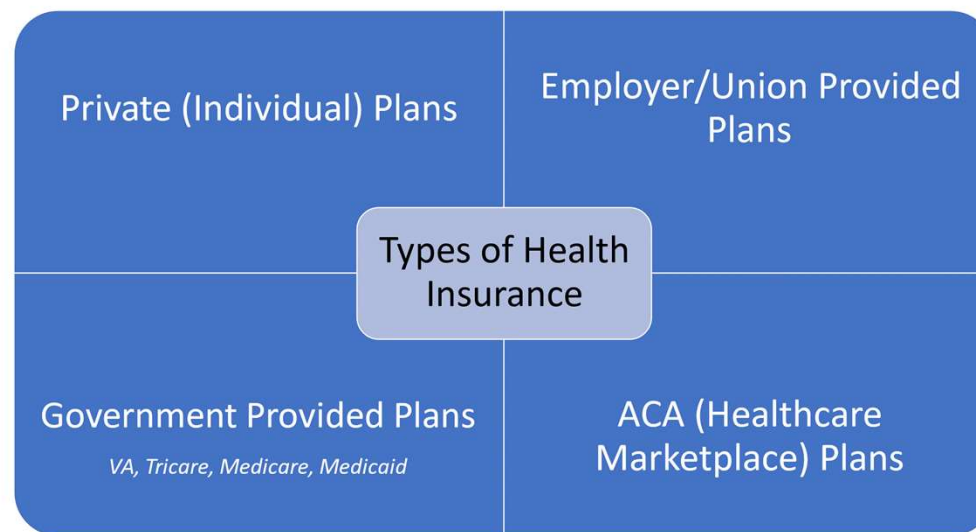 Private (Individual) Plans
Employer/Union Provided
Plans
Types of Health
Insurance
Government Provided Plans
VA, Tricare, Medicare, Medicaid
ACA (Healthcare
Marketplace) Plans